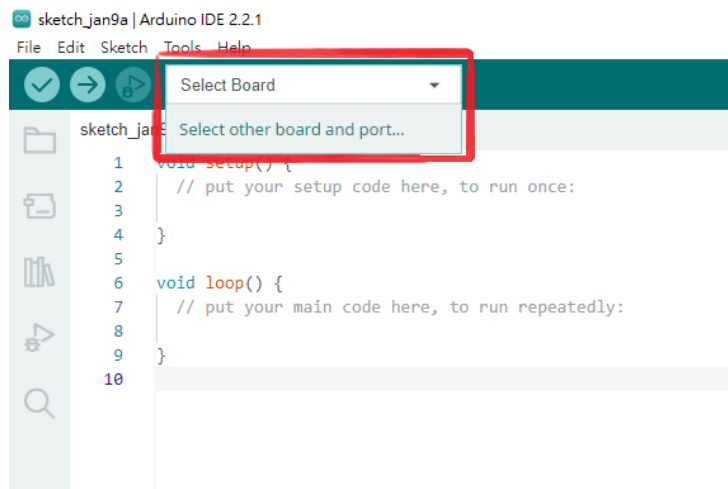 sketch_jan9a | Arduino IDE 2.2.1
File Edit Sketch Tools Help
Select Board
Select other board and port...
sketch_jan9
1 void setup() {
2 // put your setup code here, to run once:
3
4 }
5
6 void loop() {
7 // put your main code here, to run repeatedly:
8
9 }
10